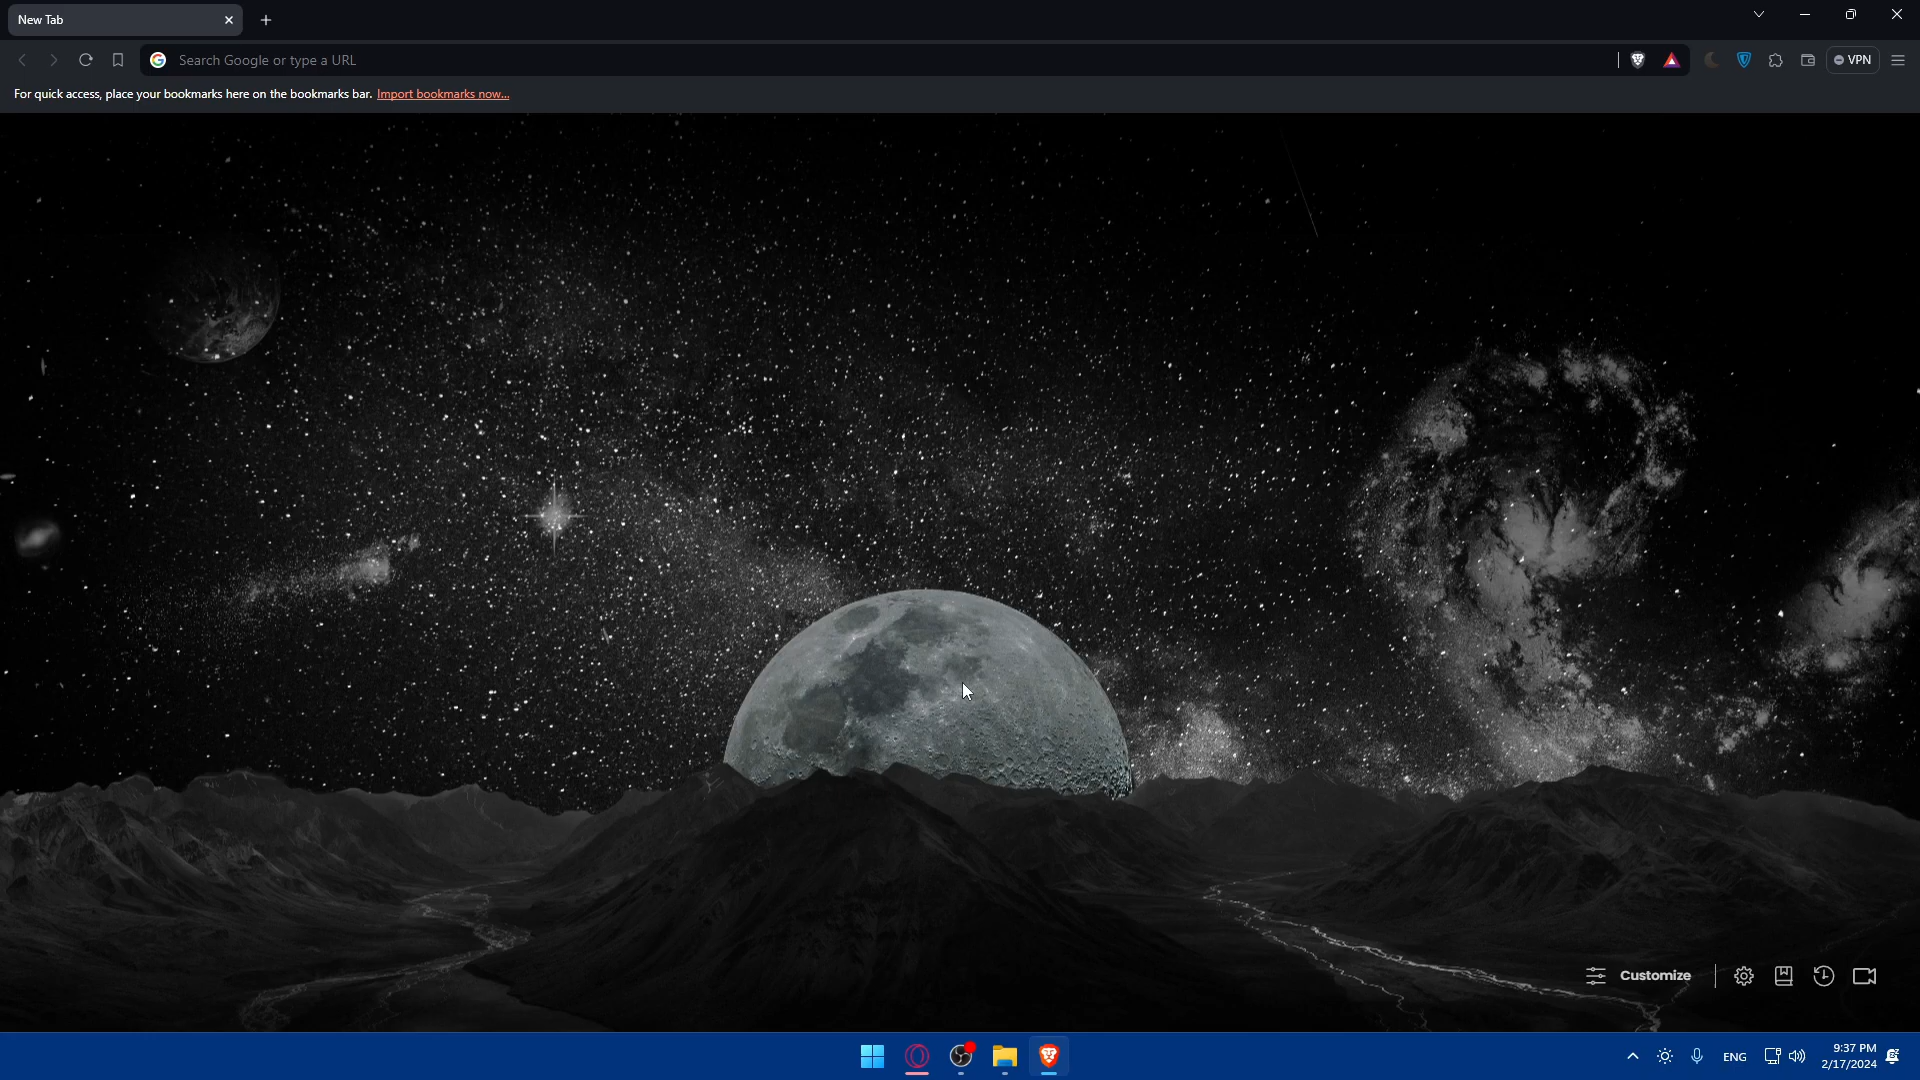 New Tab
Search Google or type a URL
VPN
For quick access, place your bookmarks here on the bookmarks bar. Import bookmarks now...
Customize
ENG
9:37 PM
2/17/2024